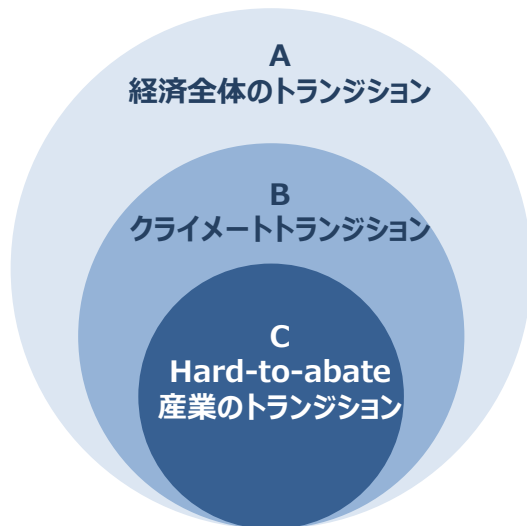 A
経済全体のトランジション
B
クライメートトランジション
C
Hard-to-abate
産業のトランジション